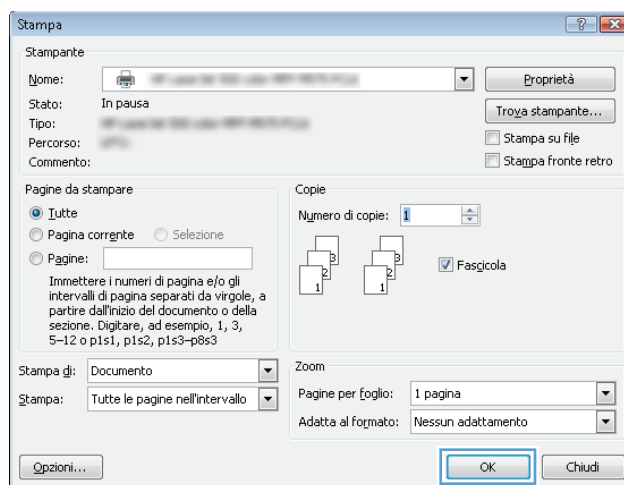 Stampa
Stampante
Nome:
Proprietà
Stato: In pausa
Trova stampante...
Tipo:
Percorso:
Stampa su file
Commento:
Stampa fronte retro
Pagine da stampare
Tutte
Pagina corrente Selezione
Pagine:
Immettere i numeri di pagina e/o gli
intervalli di pagina separati da virgole, a
partire dall'inizio del documento o della
sezione. Digitare, ad esempio, 1, 3,
5–12 o p1s1, p1s2, p1s3–p8s3
Copie
Numero di copie: 1
3 3
2 2
1 1
Fascicola
Stampa di: Documento
Stampa: Tutte le pagine nell'intervallo
Zoom
Pagine per foglio: 1 pagina
Adatta al formato: Nessun adattamento
Opzioni...
OK
Chiudi